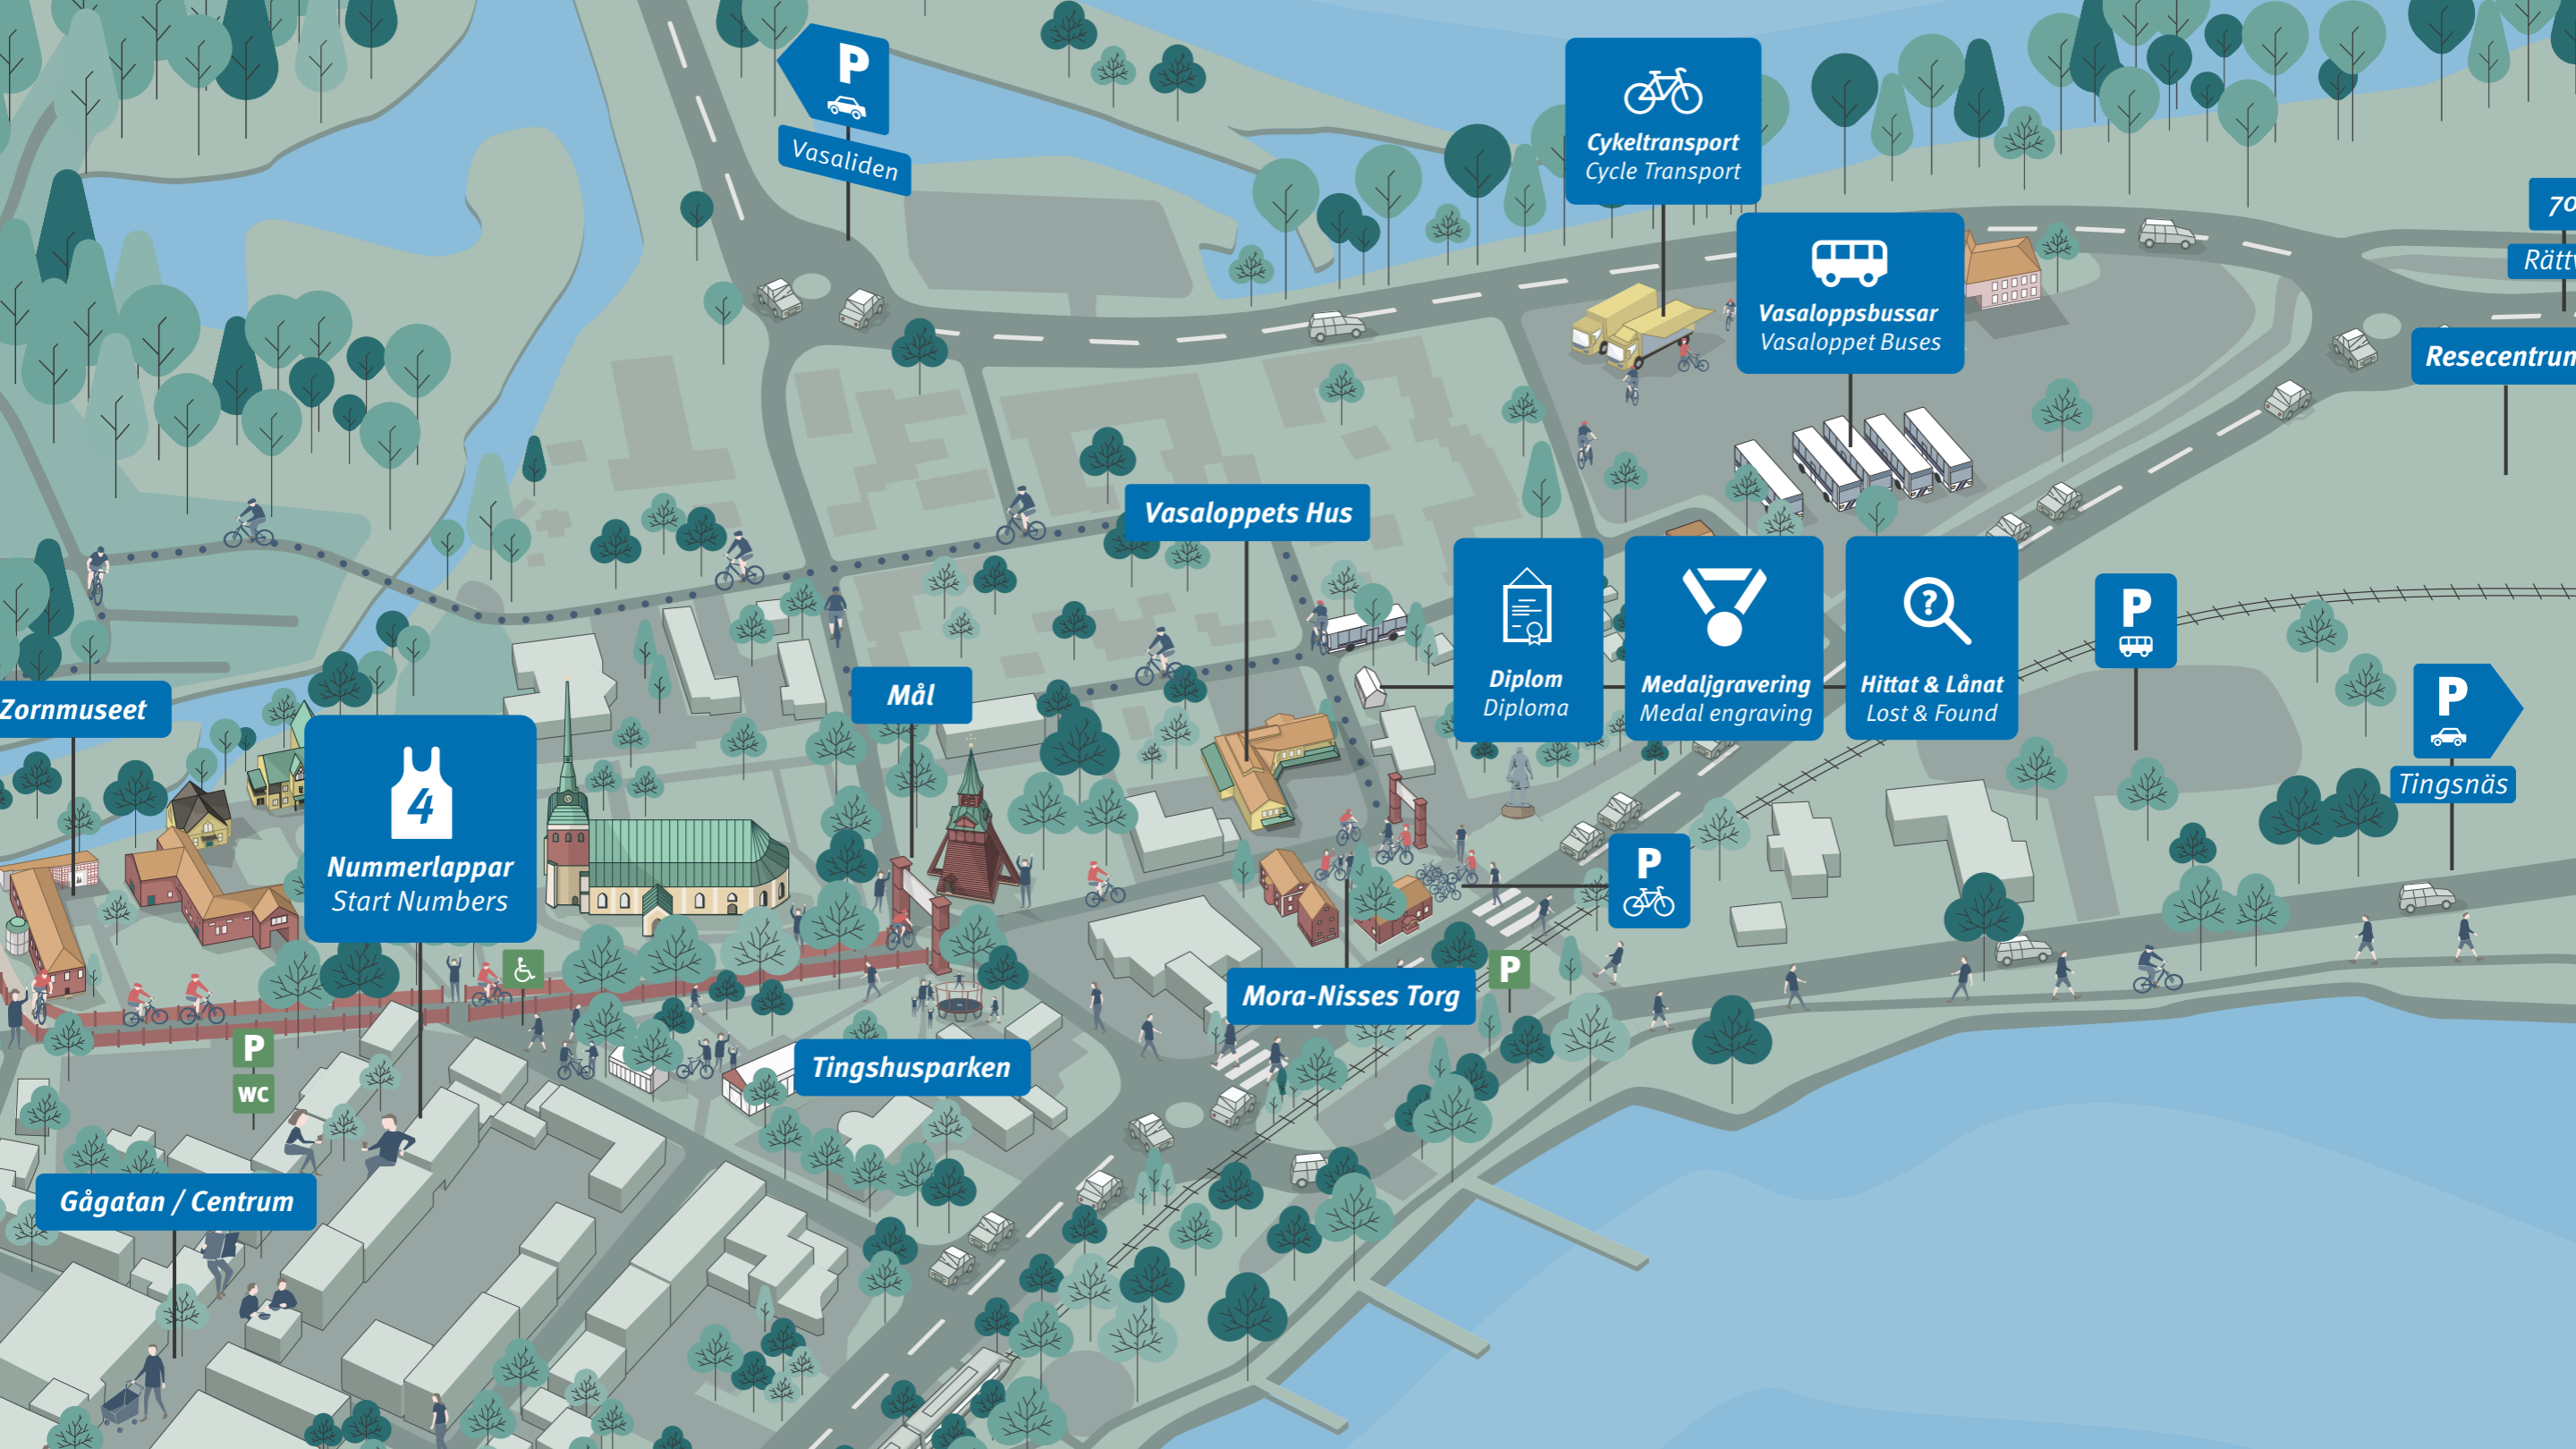 P
Vasaliden
Cykeltransport
Cycle Transport
Vasaloppsbussar
Vasaloppet Buses
70
Vasaloppets Hus
Diplom
Diploma
Medaljgravering
Medal engraving
?
Hittat & Lånat
Lost & Found
P
P
Tingsnäs
Zornmuseet
4
Nummerlappar
Start Numbers
Mål
P
P
Mora-Nisses Torg
P
WC
Tingshusparken
Gågatan / Centrum